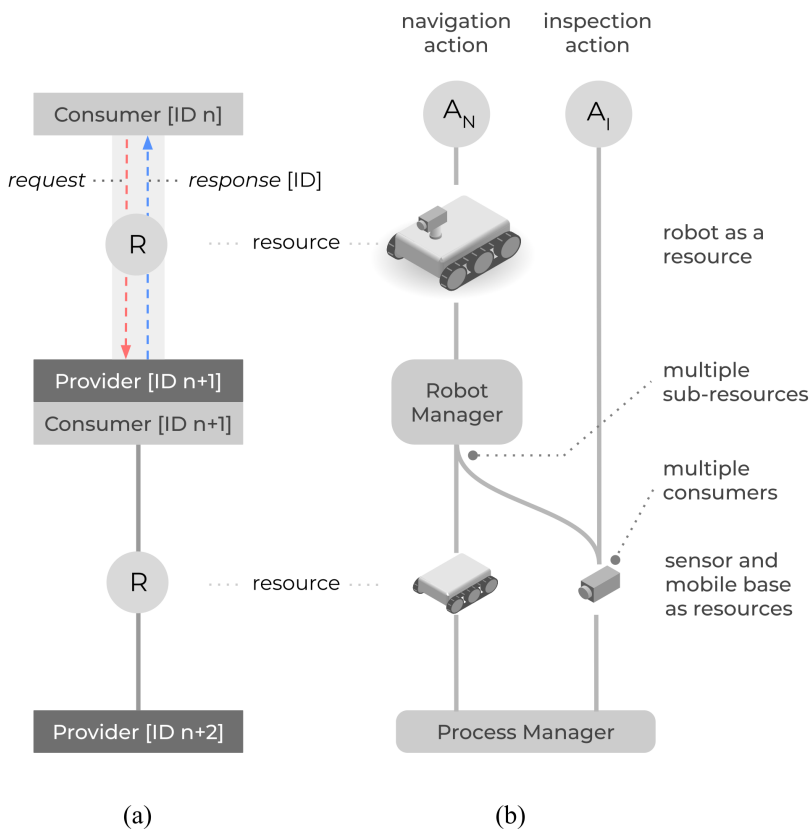 navigation
action
inspection
action
Consumer [ID n]
A_N
A_I
request
response [ID]
R
resource
robot as a
resource
Provider [ID n+1]
Consumer [ID n+1]
Robot
Manager
multiple
sub-resources
multiple
consumers
R
resource
sensor and
mobile base
as resources
Provider [ID n+2]
Process Manager
(a)
(b)